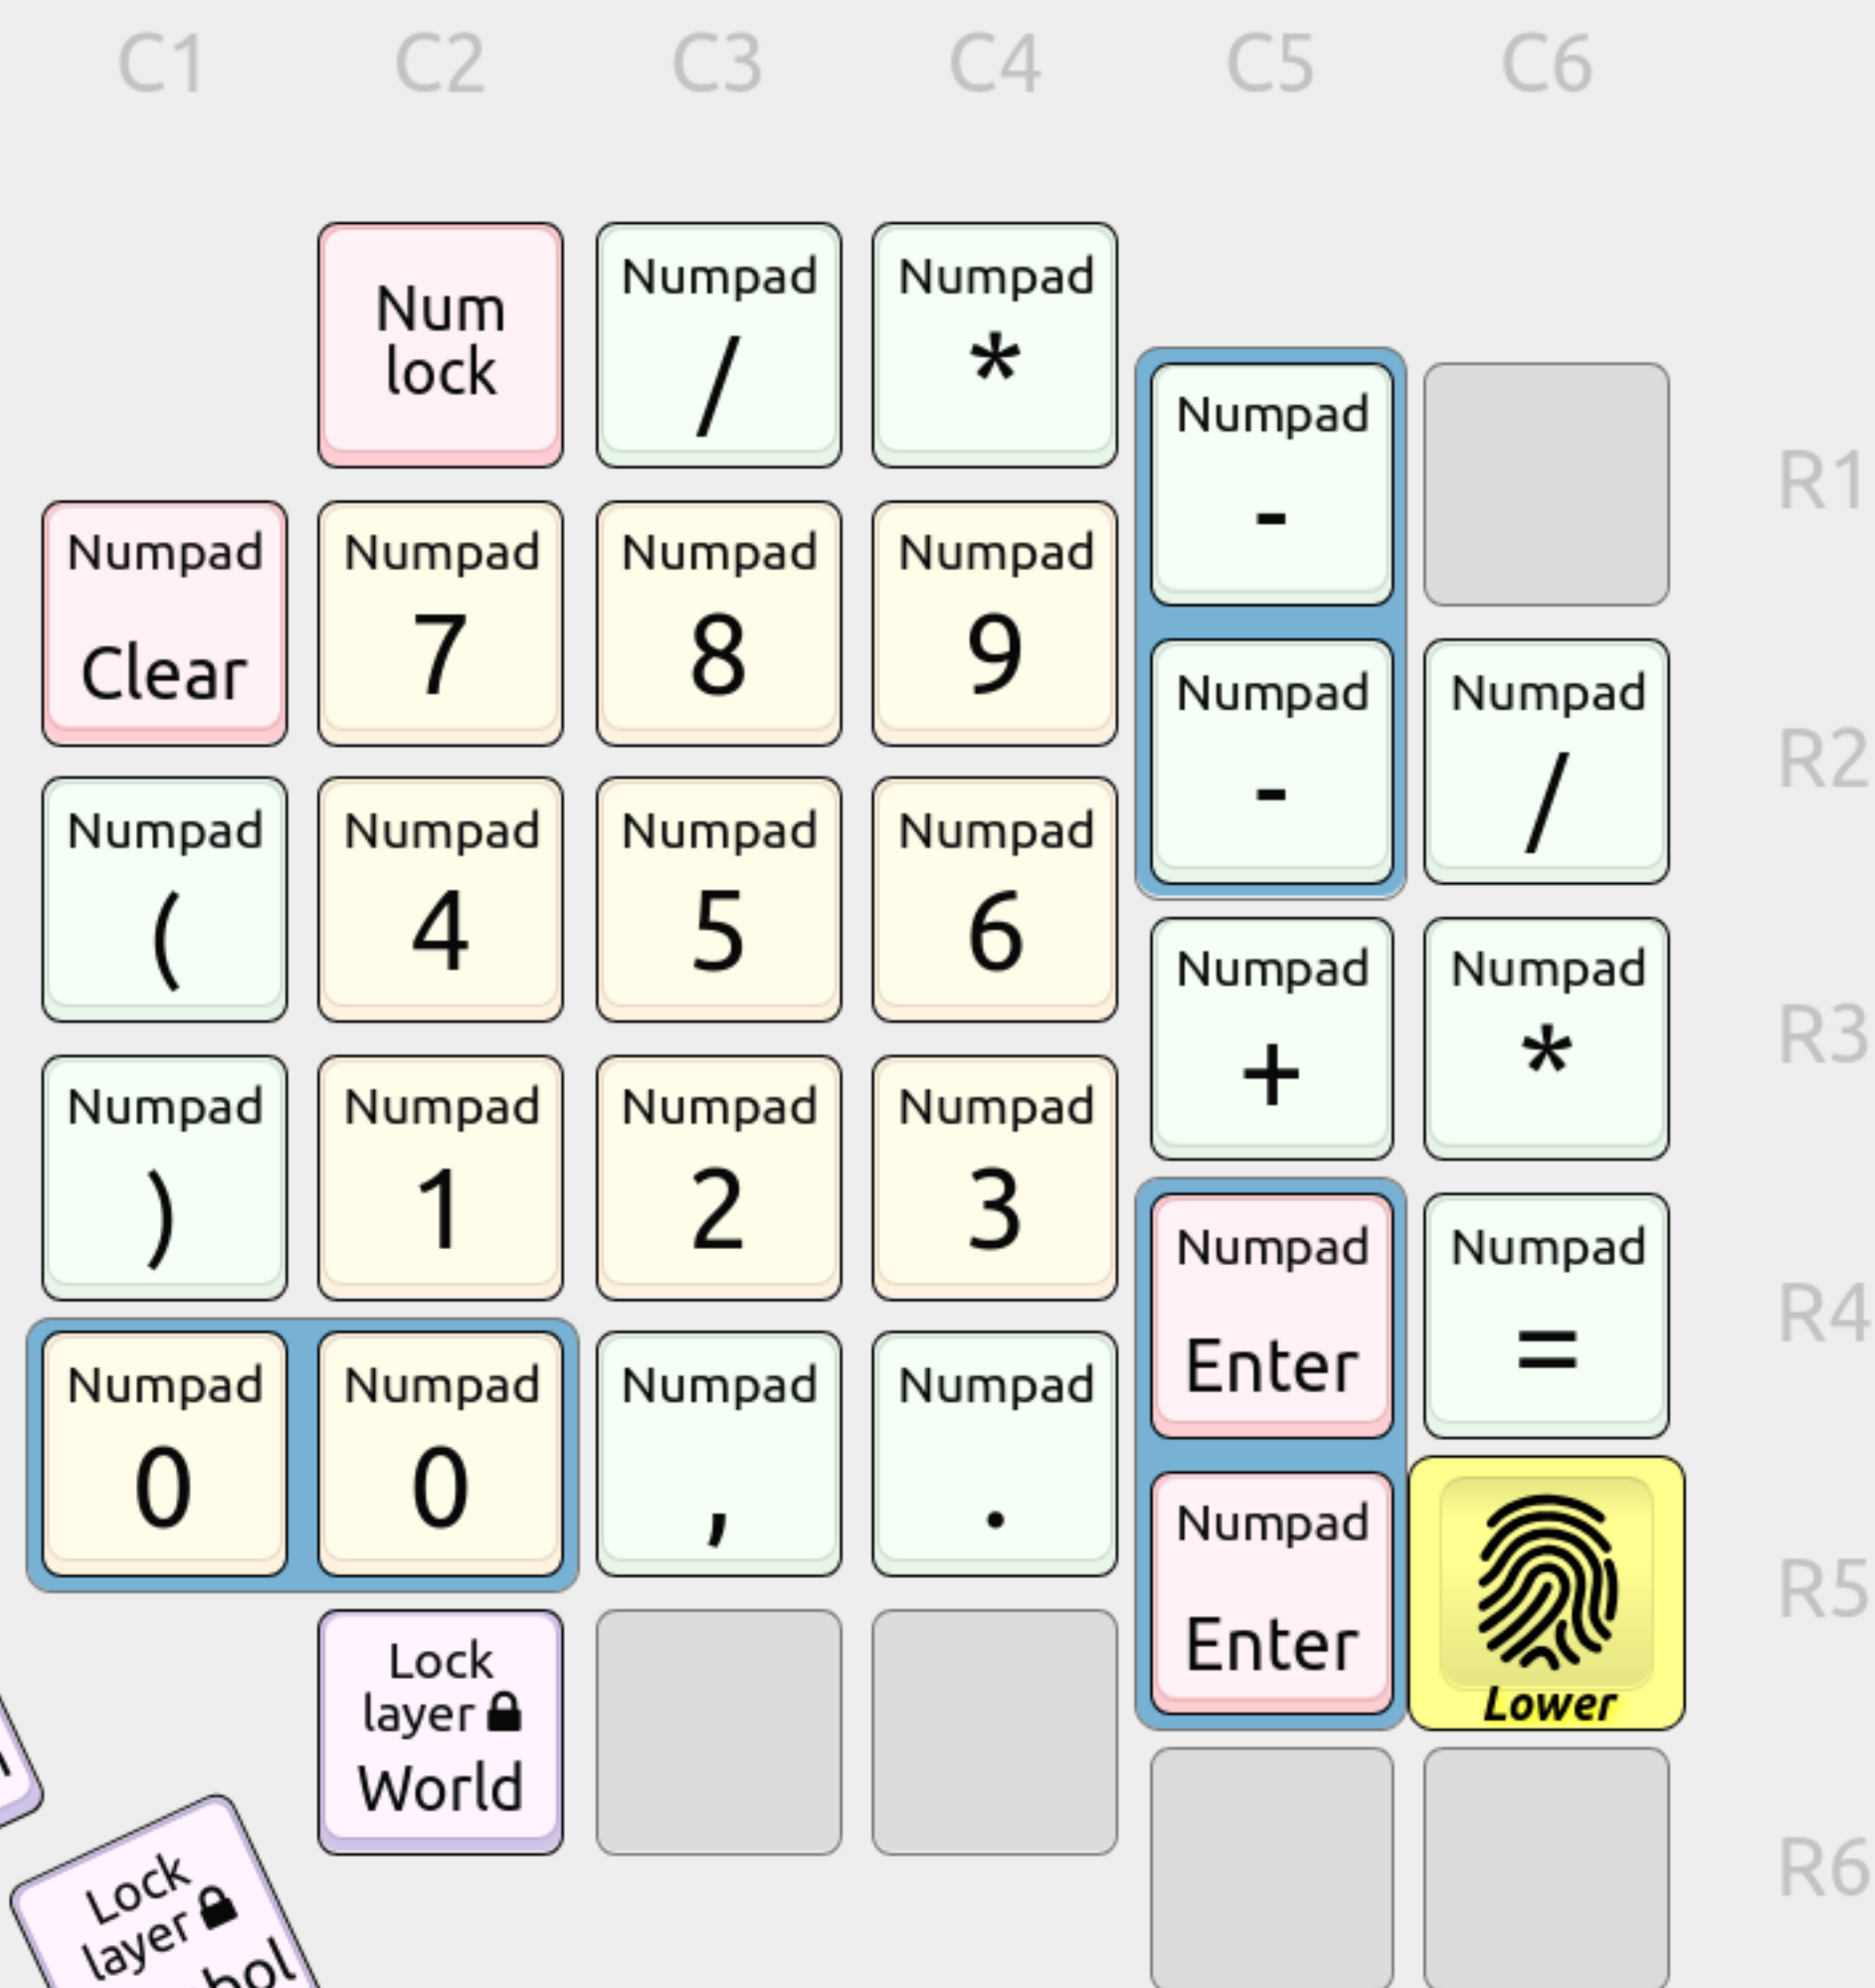 C1 C2 C3 C4 C5 C6
Num
lock
Numpad
/
Numpad
*
Numpad
-
R1
Numpad
Clear
Numpad
7
Numpad
8
Numpad
9
Numpad
-
Numpad
/
R2
Numpad
(
Numpad
4
Numpad
5
Numpad
6
Numpad
+
Numpad
*
R3
Numpad
)
Numpad
1
Numpad
2
Numpad
3
Numpad
Enter
Numpad
=
R4
Numpad
0
Numpad
0
Numpad
,
Numpad
.
Numpad
Enter
Lower
R5
Lock
layer
World
R6
Lock
layer